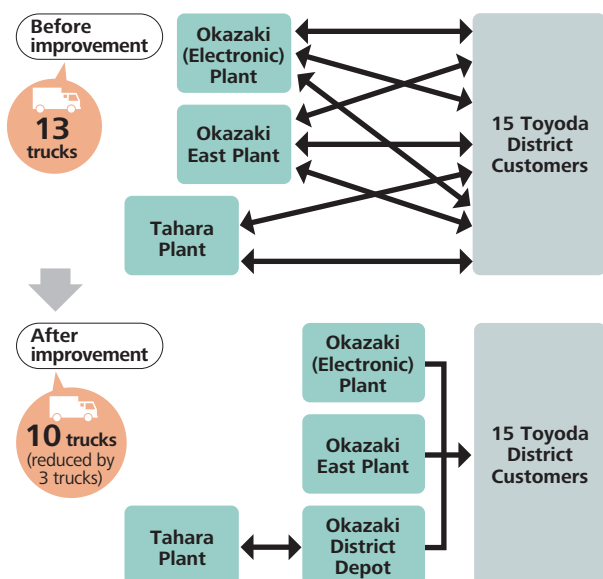 Before
improvement
13
trucks
Okazaki
(Electronic)
Plant
Okazaki
East Plant
Tahara
Plant
15 Toyoda
District
Customers
After
improvement
10 trucks
(reduced by
3 trucks)
Okazaki
(Electronic)
Plant
Okazaki
East Plant
Tahara
Plant
Okazaki
District
Depot
15 Toyoda
District
Customers